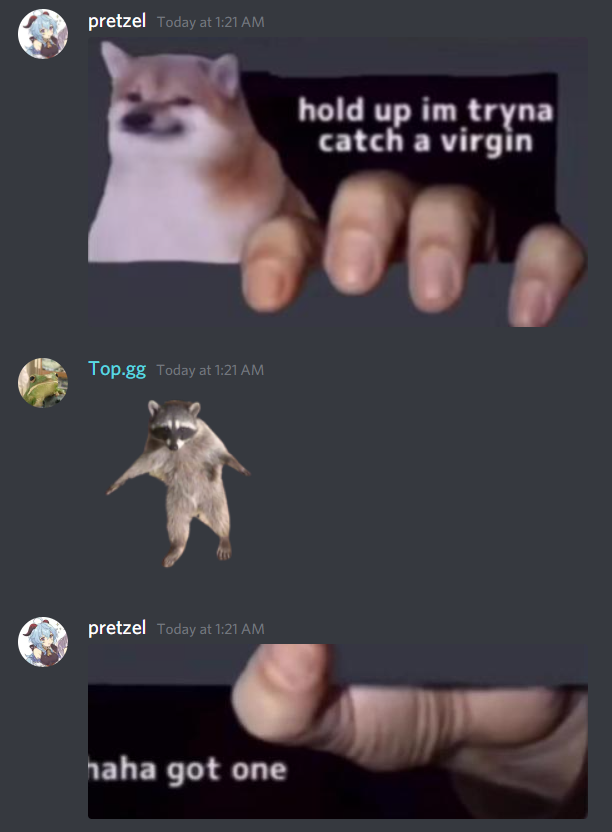 pretzel Today at 1:21 AM
hold up im tryna
catch a virgin
Top.gg Today at 1:21 AM
pretzel Today at 1:21 AM
haha got one